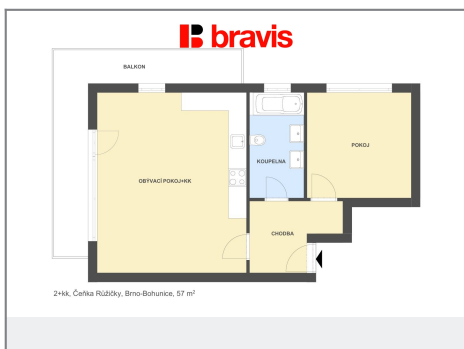 bravis
BALKON
KOUPELNA
POKOJ
OBÝVACÍ POKOJ+KK
CHODBA
2+kk, Čeňka Růžičky, Brno-Bohunice, 57 m²